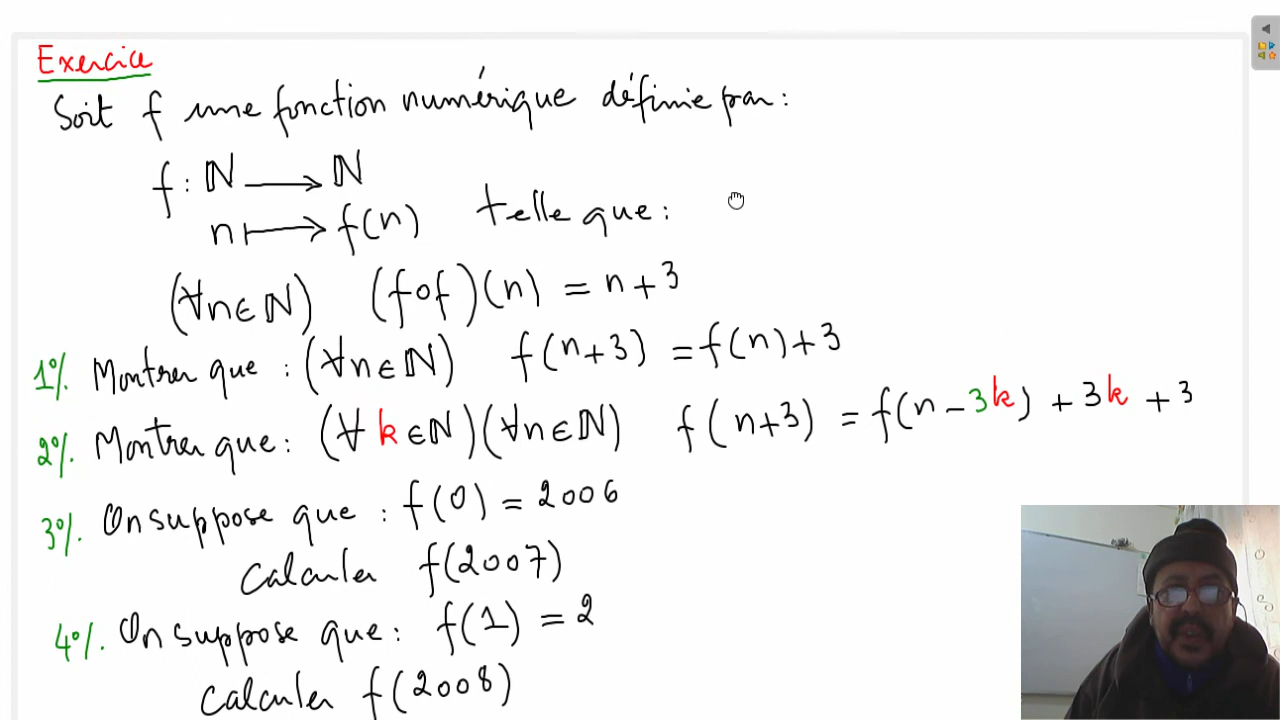 Exercice
Soit f une fonction numérique définie par :
f : ℕ ⟶ ℕ
n ⟼ f(n) telle que :
(∀n∈ℕ) (fof)(n) = n+3
1°/. Montrer que : (∀n∈ℕ) f(n+3) = f(n)+3
2°/. Montrer que : (∀k∈ℕ)(∀n∈ℕ) f(n+3) = f(n-3k) + 3k + 3
3°/. On suppose que : f(0) = 2006
Calculer f(2007)
4°/. On suppose que : f(1) = 2
Calculer f(2008)